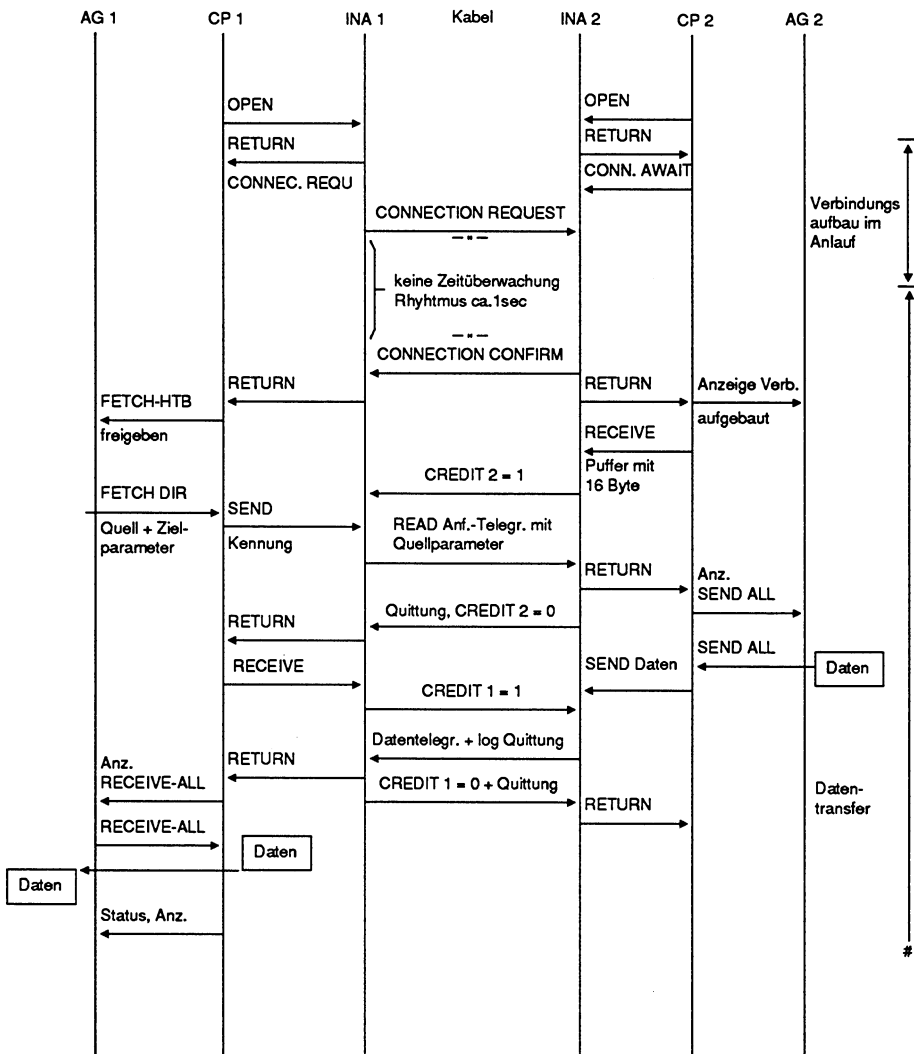 AG 1 CP 1 INA 1 Kabel INA 2 CP 2 AG 2
OPEN OPEN
RETURN RETURN
CONNEC. REQU CONN. AWAIT
Verbindungs
aufbau im
Anlauf
CONNECTION REQUEST
keine Zeitüberwachung
Rhyhtmus ca.1sec
CONNECTION CONFIRM
RETURN RETURN Anzeige Verb.
aufgebaut
FETCH-HTB
freigeben
RECEIVE
Puffer mit
16 Byte
CREDIT 2 = 1
FETCH DIR
Quell + Ziel-
parameter
SEND
Kennung
READ Anf.-Telegr. mit
Quellparameter
RETURN Anz.
SEND ALL
Quittung, CREDIT 2 = 0
RETURN
SEND ALL
Daten
RECEIVE SEND Daten
CREDIT 1 = 1
Datentelegr. + log Quittung
RETURN
Anz.
RECEIVE-ALL
CREDIT 1 = 0 + Quittung
RETURN
Daten-
transfer
RECEIVE-ALL
Daten
Daten
Status, Anz.
#